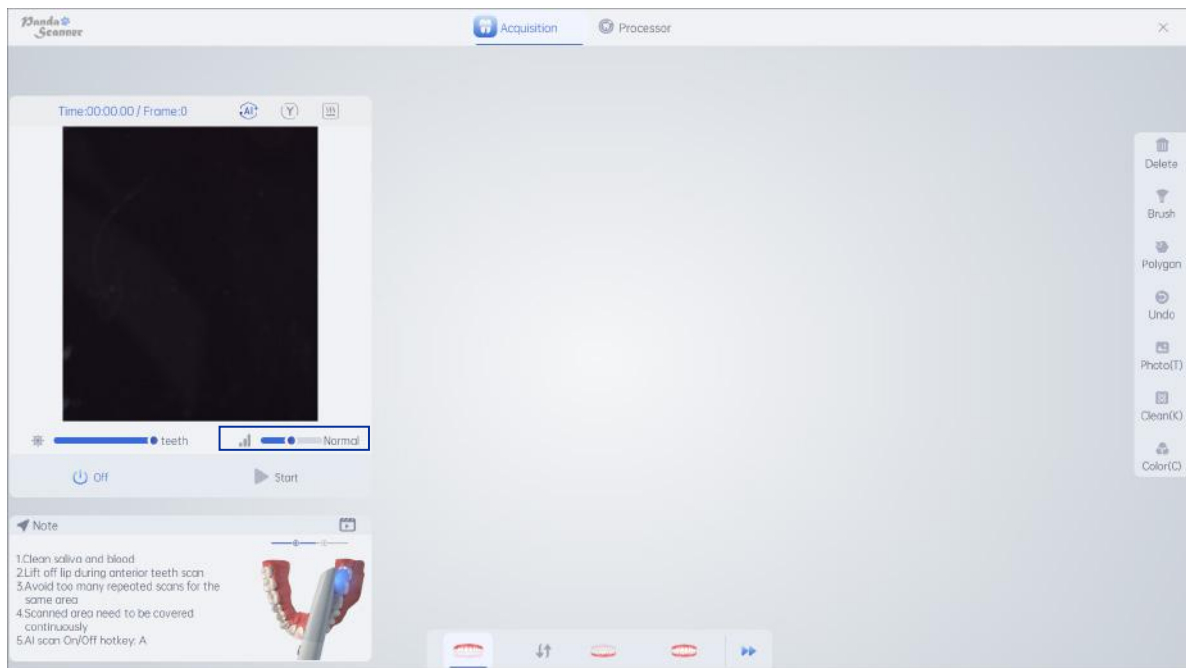 Panda
Scanner
Acquisition
Processor
Time:00:00.00 / Frame:0
AI
Y
teeth
Normal
Off
Start
Note
1.Clean saliva and blood
2.Lift off lip during anterior teeth scan
3.Avoid too many repeated scans for the
same area
4.Scanned area need to be covered
continuously
5.AI scan On/Off hotkey: A
Delete
Brush
Polygon
Undo
Photo(T)
Clean(K)
Color(C)